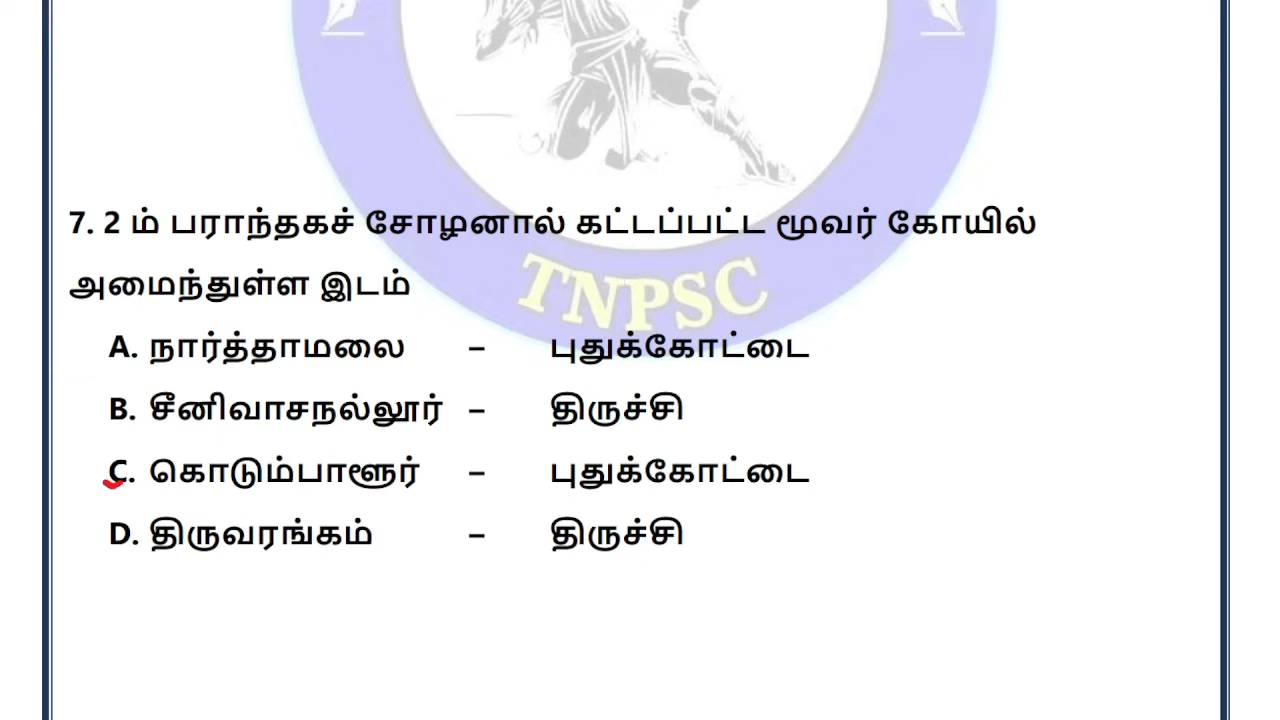 TNPSC
7. 2 ம் பராந்தகச் சோழனால் கட்டப்பட்ட மூவர் கோயில்
அமைந்துள்ள இடம்
A. நார்த்தாமலை – புதுக்கோட்டை
B. சீனிவாசநல்லூர் – திருச்சி
C. கொடும்பாளூர் – புதுக்கோட்டை
D. திருவரங்கம் – திருச்சி